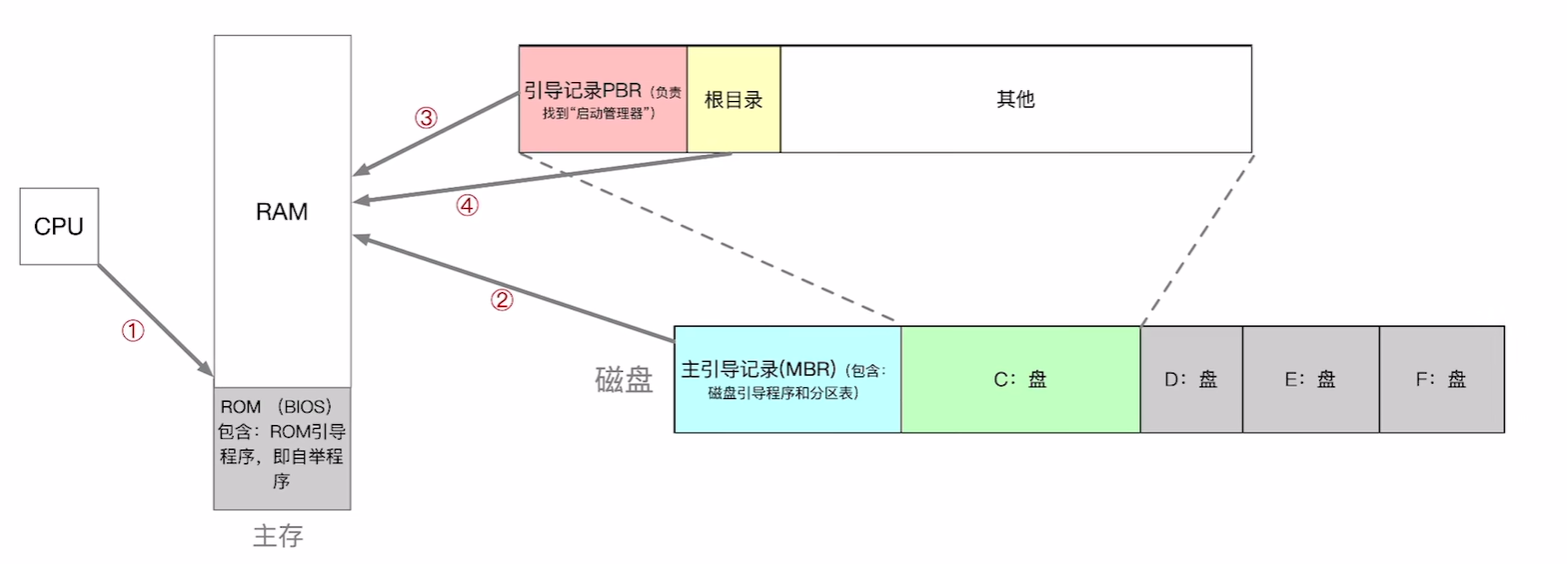 引导记录PBR（负责
找到“启动管理器”）
根目录
其他
③
④
RAM
CPU
②
①
磁盘
主引导记录(MBR)（包含：
磁盘引导程序和分区表）
C：盘
D：盘
E：盘
F：盘
ROM （BIOS）
包含：ROM引导
程序，即自举程
序
主存